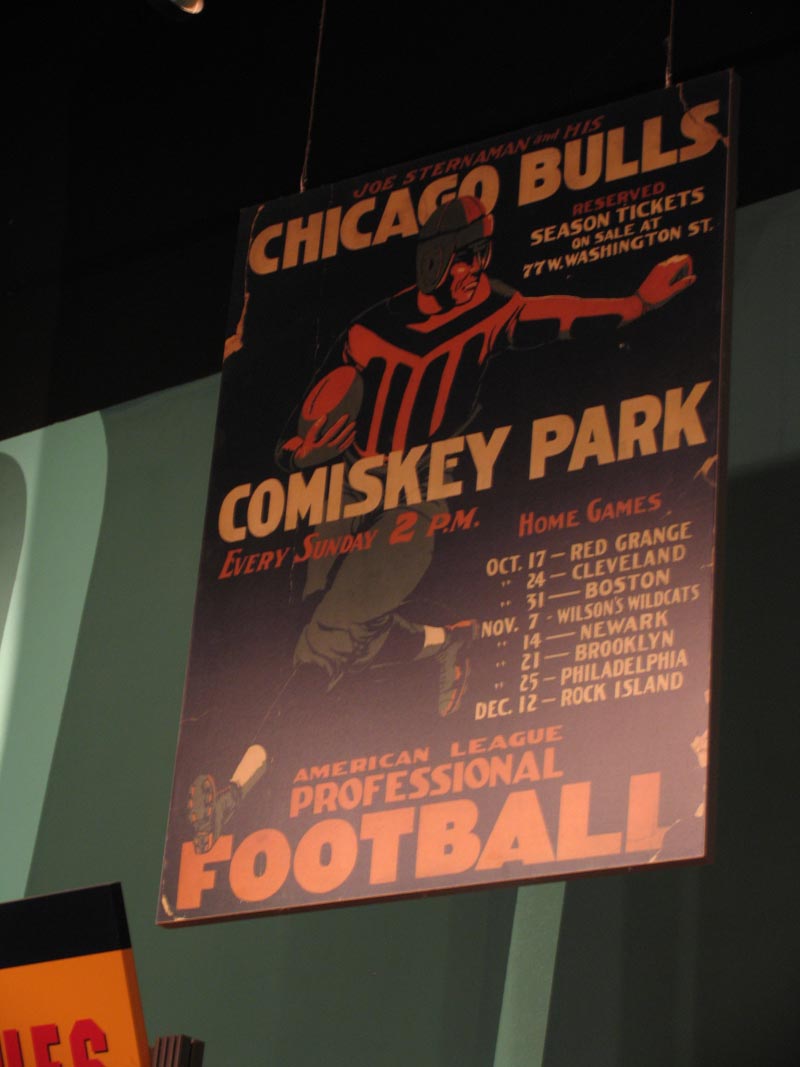 JOE STERNAMAN and HIS
CHICAGO BULLS
RESERVED
SEASON TICKETS
ON SALE AT
77 W. WASHINGTON ST.
COMISKEY PARK
EVERY SUNDAY 2 P.M.
HOME GAMES
OCT. 17 — RED GRANGE
" 24 — CLEVELAND
" 31 — BOSTON
NOV. 7 - WILSON'S WILDCATS
" 14 — NEWARK
" 21 — BROOKLYN
" 25 — PHILADELPHIA
DEC. 12 — ROCK ISLAND
AMERICAN LEAGUE
PROFESSIONAL
FOOTBALL